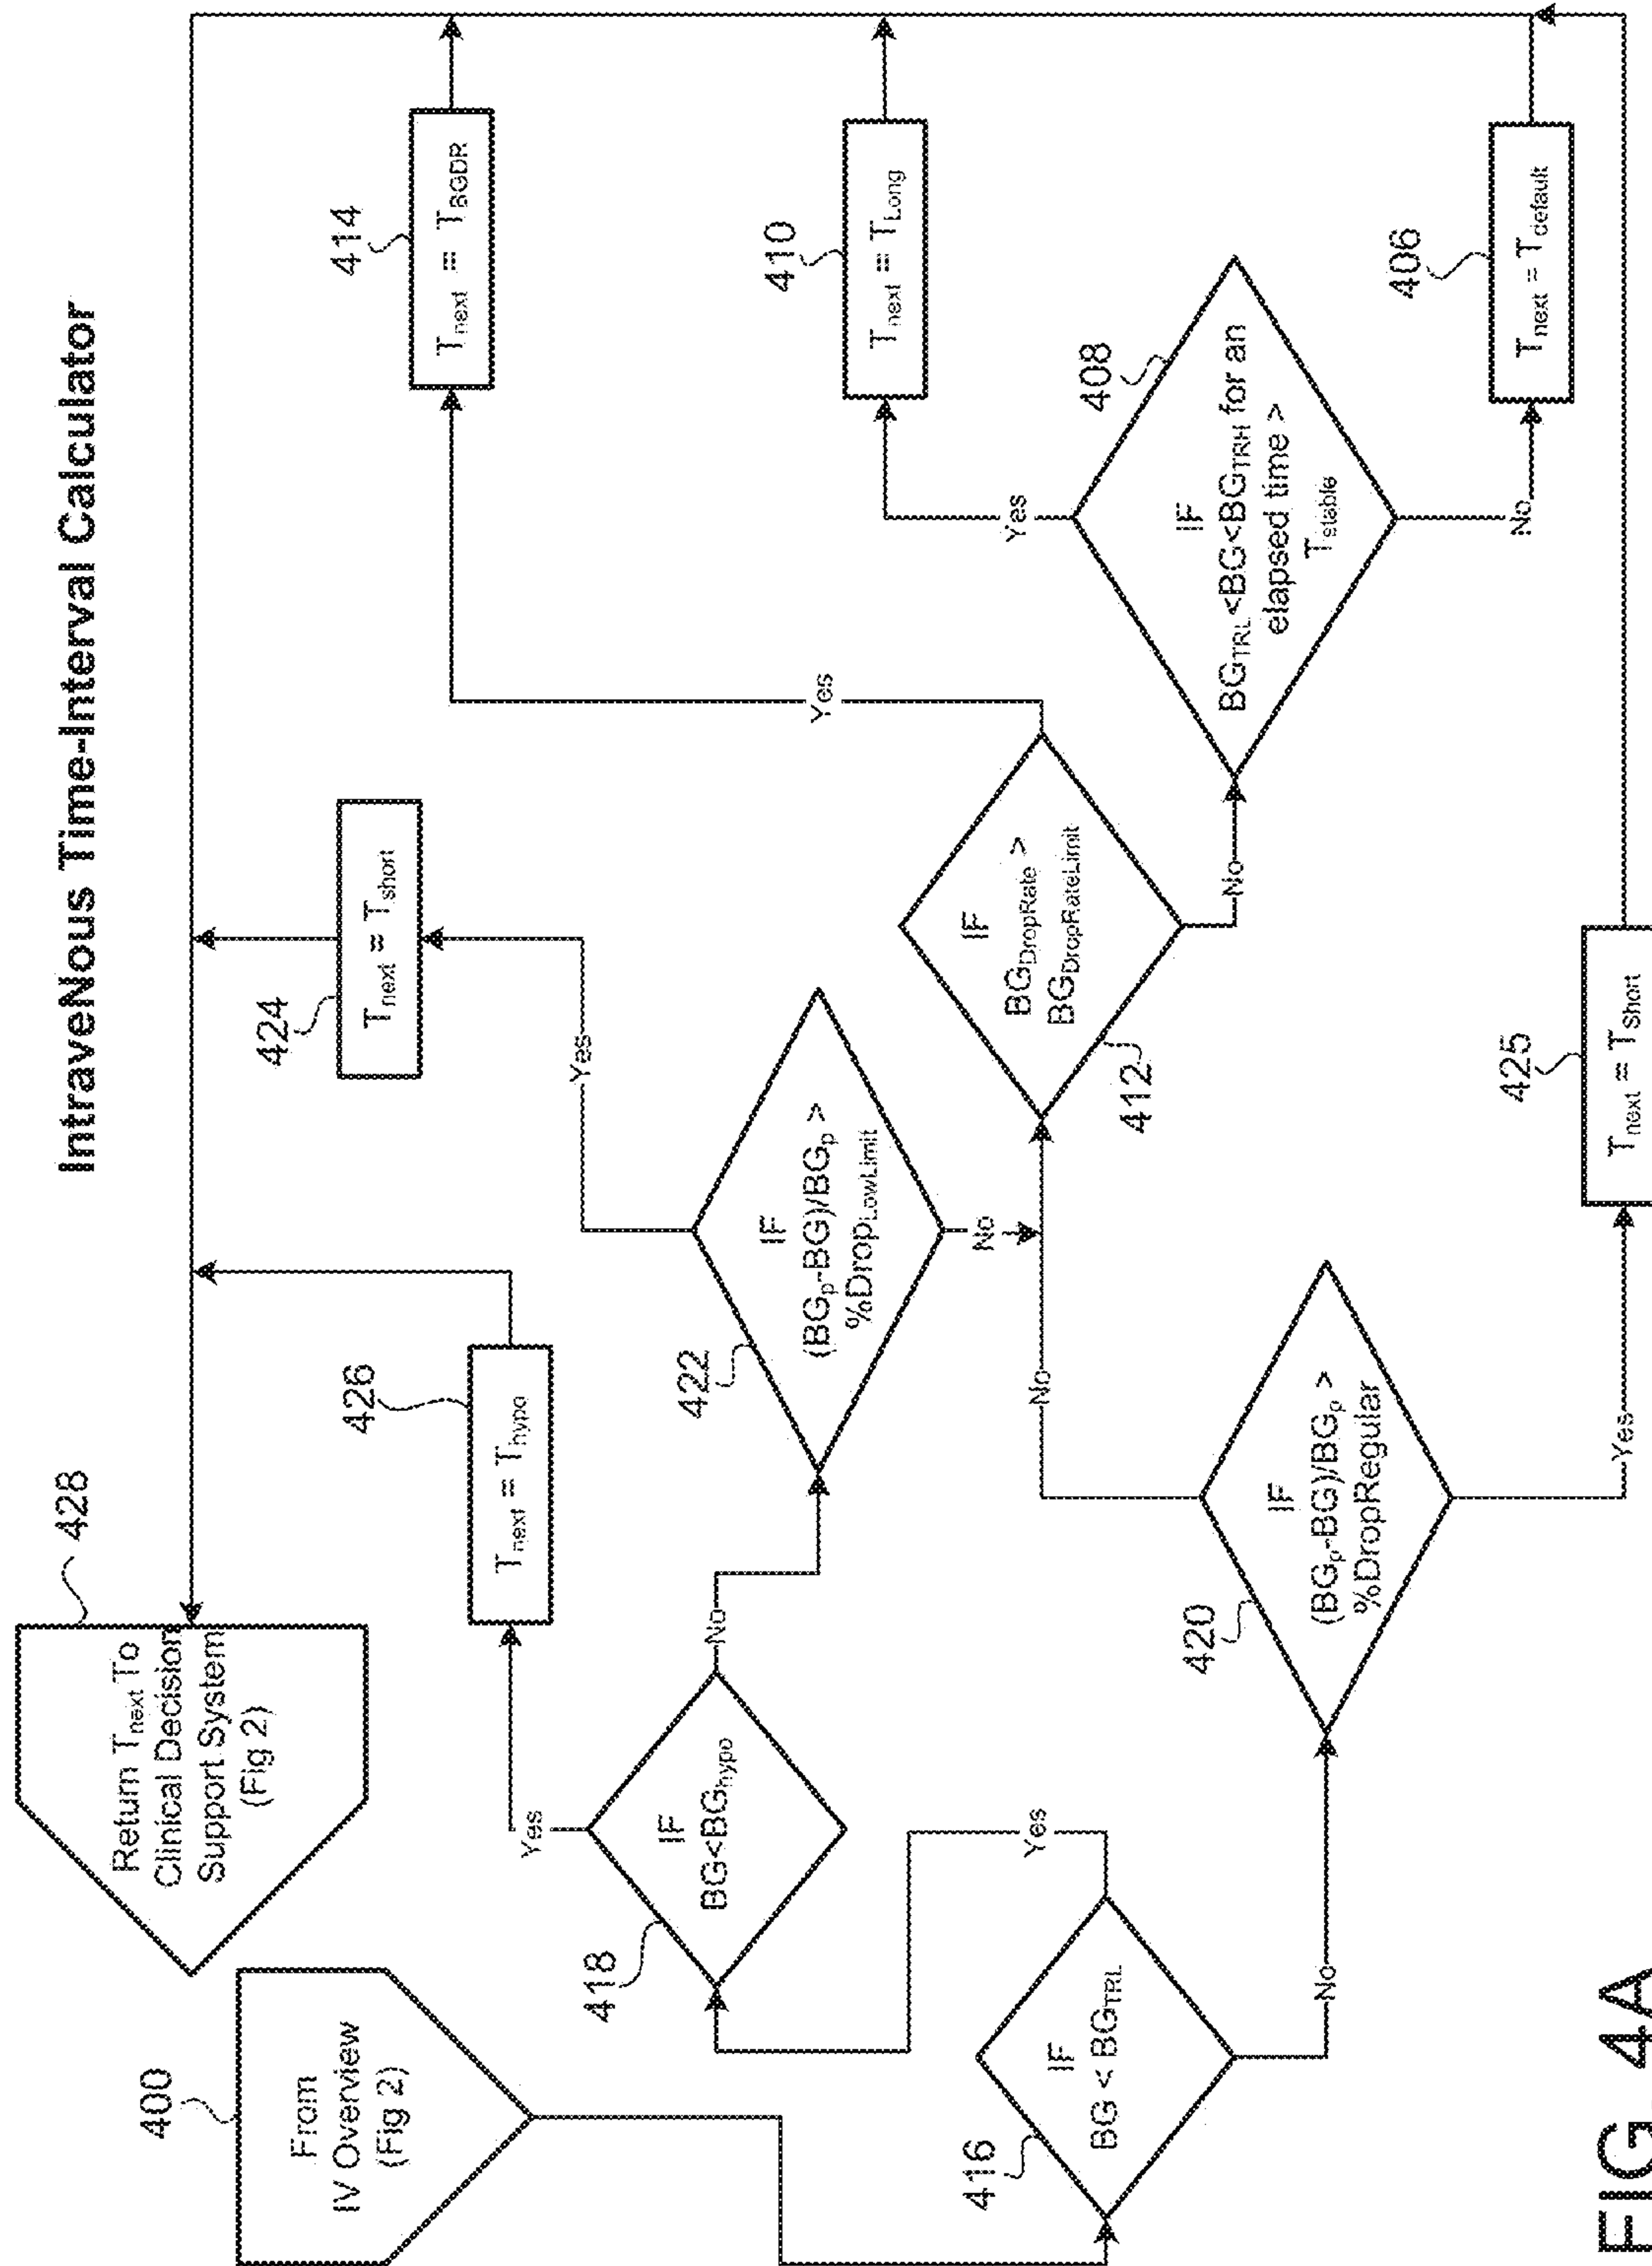 IntraveNous Time-Interval Calculator
400
From
IV Overview
(Fig 2)
428
Return Tnext To
Clinical Decision
Support System
(Fig 2)
416
IF
BG < BGTRL
Yes
No
418
IF
BG<BGhypo
Yes
No
426
Tnext = Thypo
422
IF
(BGp-BG)/BGp >
%DropLowLimit
Yes
No
424
Tnext = Tshort
420
IF
(BGp-BG)/BGp >
%DropRegular
No
Yes
425
Tnext = TShort
412
IF
BGDropRate >
BGDropRateLimit
Yes
No
414
Tnext = TBGDR
408
IF
BGTRL<BG<BGTRH for an
elapsed time >
Tstable
Yes
No
410
Tnext = TLong
406
Tnext = Tdefault
FIG. 4A